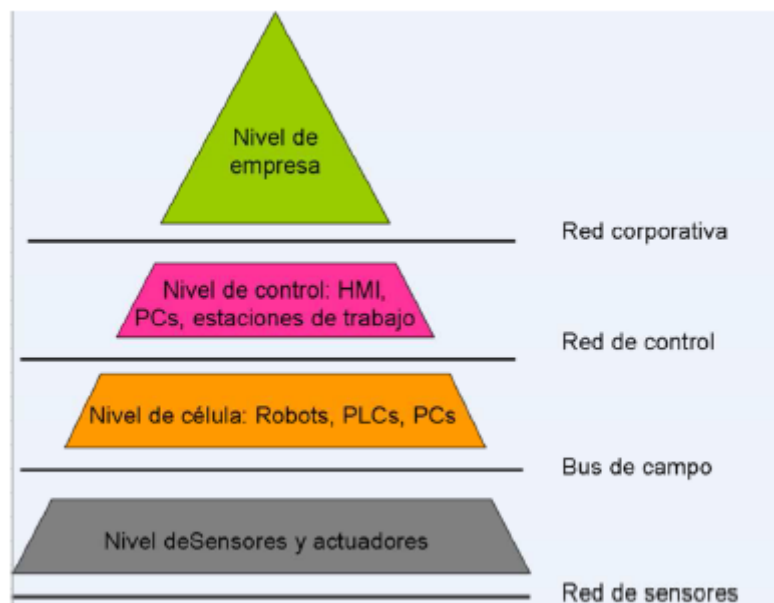 Nivel de
empresa
Red corporativa
Nivel de control: HMI,
PCs, estaciones de trabajo
Red de control
Nivel de célula: Robots, PLCs, PCs
Bus de campo
Nivel deSensores y actuadores
Red de sensores